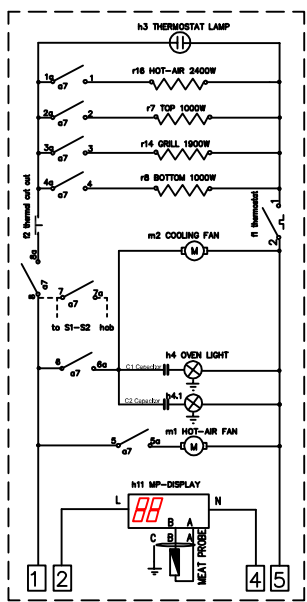 h3 THERMOSTAT LAMP
1a 1 r16 HOT-AIR 2400W
a7
2a 2 r7 TOP 1000W
a7
3a 3 r14 GRILL 1900W
a7
4a 4 r8 BOTTOM 1000W
a7
f2 thermal cut out
f1 thermostat
1
2
m2 COOLING FAN
M
8a
a7
8
7 7a
a7
to S1-S2 hob
6 6a
a7
C1 Capacitor
h4 OVEN LIGHT
C2 Capacitor
h4.1
5 5a
a7
m1 HOT-AIR FAN
M
h11 MP-DISPLAY
L 88 N
B A
C B A
MEAT PROBE
1 2 4 5